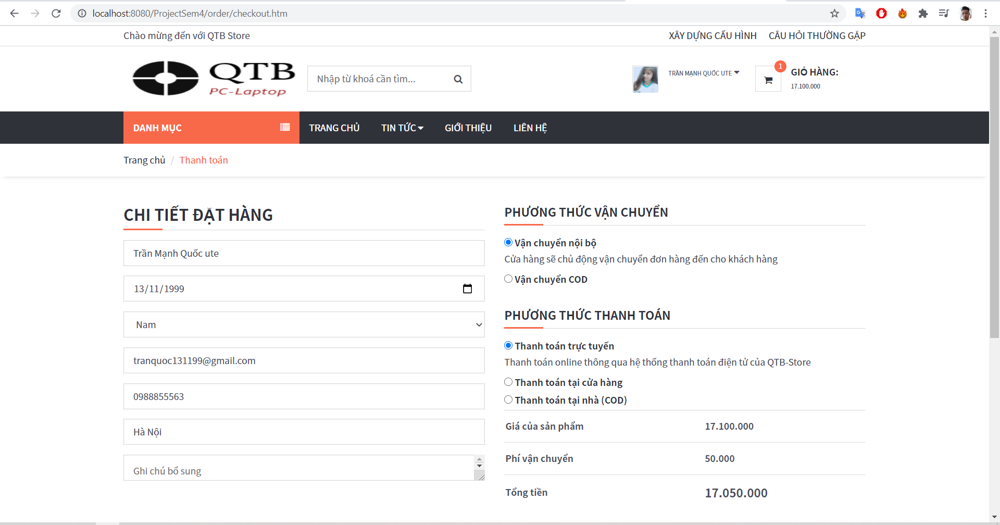 localhost:8080/ProjectSem4/order/checkout.htm
Chào mừng đến với QTB Store
XÂY DỰNG CẤU HÌNH CÂU HỎI THƯỜNG GẶP
QTB
PC-Laptop
Nhập từ khoá cần tìm...
TRẦN MẠNH QUỐC UTE
1
GIỎ HÀNG:
17.100.000
DANH MỤC TRANG CHỦ TIN TỨC GIỚI THIỆU LIÊN HỆ
Trang chủ / Thanh toán
CHI TIẾT ĐẶT HÀNG
Trần Mạnh Quốc ute
13/11/1999
Nam
tranquoc131199@gmail.com
0988855563
Hà Nội
Ghi chú bổ sung
PHƯƠNG THỨC VẬN CHUYỂN
Vận chuyển nội bộ
Cửa hàng sẽ chủ động vận chuyển đơn hàng đến cho khách hàng
Vận chuyển COD
PHƯƠNG THỨC THANH TOÁN
Thanh toán trực tuyến
Thanh toán online thông qua hệ thống thanh toán điện tử của QTB-Store
Thanh toán tại cửa hàng
Thanh toán tại nhà (COD)
Giá của sản phẩm 17.100.000
Phí vận chuyển 50.000
Tổng tiền 17.050.000